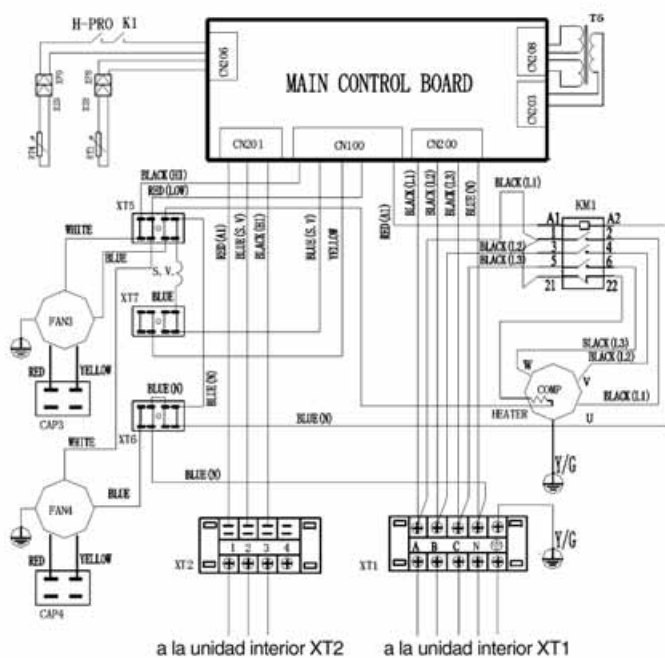 H-PRO K1
T5
CN206
CN208
MAIN CONTROL BOARD
CN203
CN201
CN100
CN200
BLACK(H1)
RED(LOW)
RED(A1)
BLUE(S.V)
BLACK(H1)
BLUE(S.V)
YELLOW
RED(A1)
BLACK(L1)
BLACK(L2)
BLACK(L3)
BLUE(N)
BLACK(L1)
BLACK(L2)
BLACK(L3)
KM1
A1 A2
1 2
3 4
5 6
21 22
XT5
WHITE
BLUE
S.V.
XT7
BLUE
FAN3
RED
YELLOW
CAP3
BLUE(N)
BLUE(N)
XT6
BLUE(N)
WHITE
BLUE
BLUE(N)
FAN4
RED
YELLOW
CAP4
BLACK(L3)
BLACK(L2)
BLACK(L1)
W
V
U
COMP
HEATER
Y/G
Y/G
1 2 3 4
XT2
A B C N
XT1
a la unidad interior XT2
a la unidad interior XT1